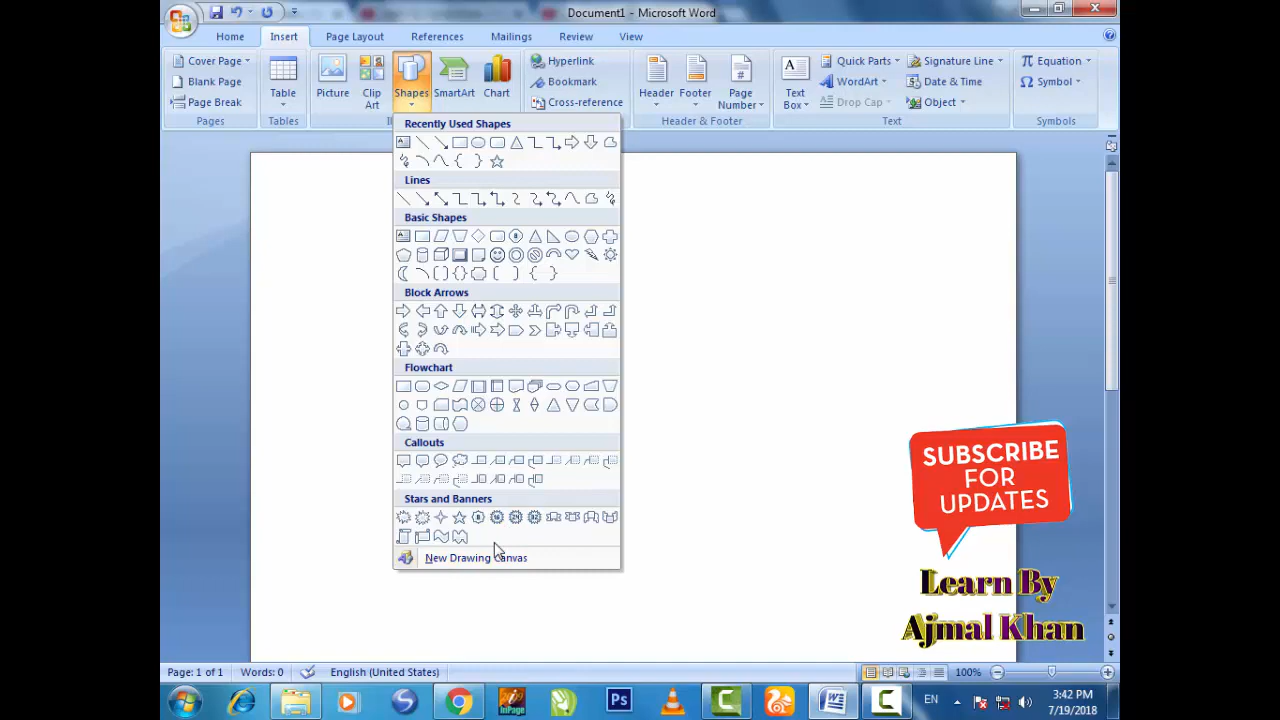 Document1 - Microsoft Word
Home Insert Page Layout References Mailings Review View
Cover Page
Blank Page
Page Break
Pages
Table
Tables
Picture
Clip Art
Shapes
SmartArt
Chart
Hyperlink
Bookmark
Cross-reference
Header
Footer
Page Number
Header & Footer
Text Box
Quick Parts
WordArt
Drop Cap
Signature Line
Date & Time
Object
Text
Equation
Symbol
Symbols
Recently Used Shapes
Lines
Basic Shapes
Block Arrows
Flowchart
Callouts
Stars and Banners
New Drawing Canvas
SUBSCRIBE
FOR
UPDATES
Learn By
Ajmal Khan
Page: 1 of 1 Words: 0 English (United States) 100%
InPage
Ps
EN
3:42 PM
7/19/2018